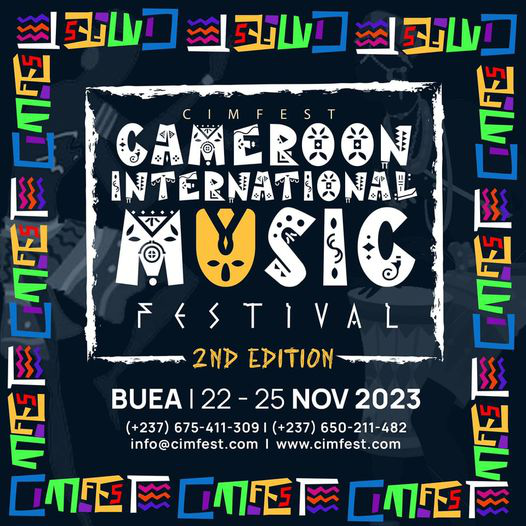 CIMFEST
CAMEROON
INTERNATIONAL
MUSIC
FESTIVAL
2ND EDITION
BUEA | 22 - 25 NOV 2023
(+237) 675-411-309 | (+237) 650-211-482
info@cimfest.com | www.cimfest.com
CIMFEST